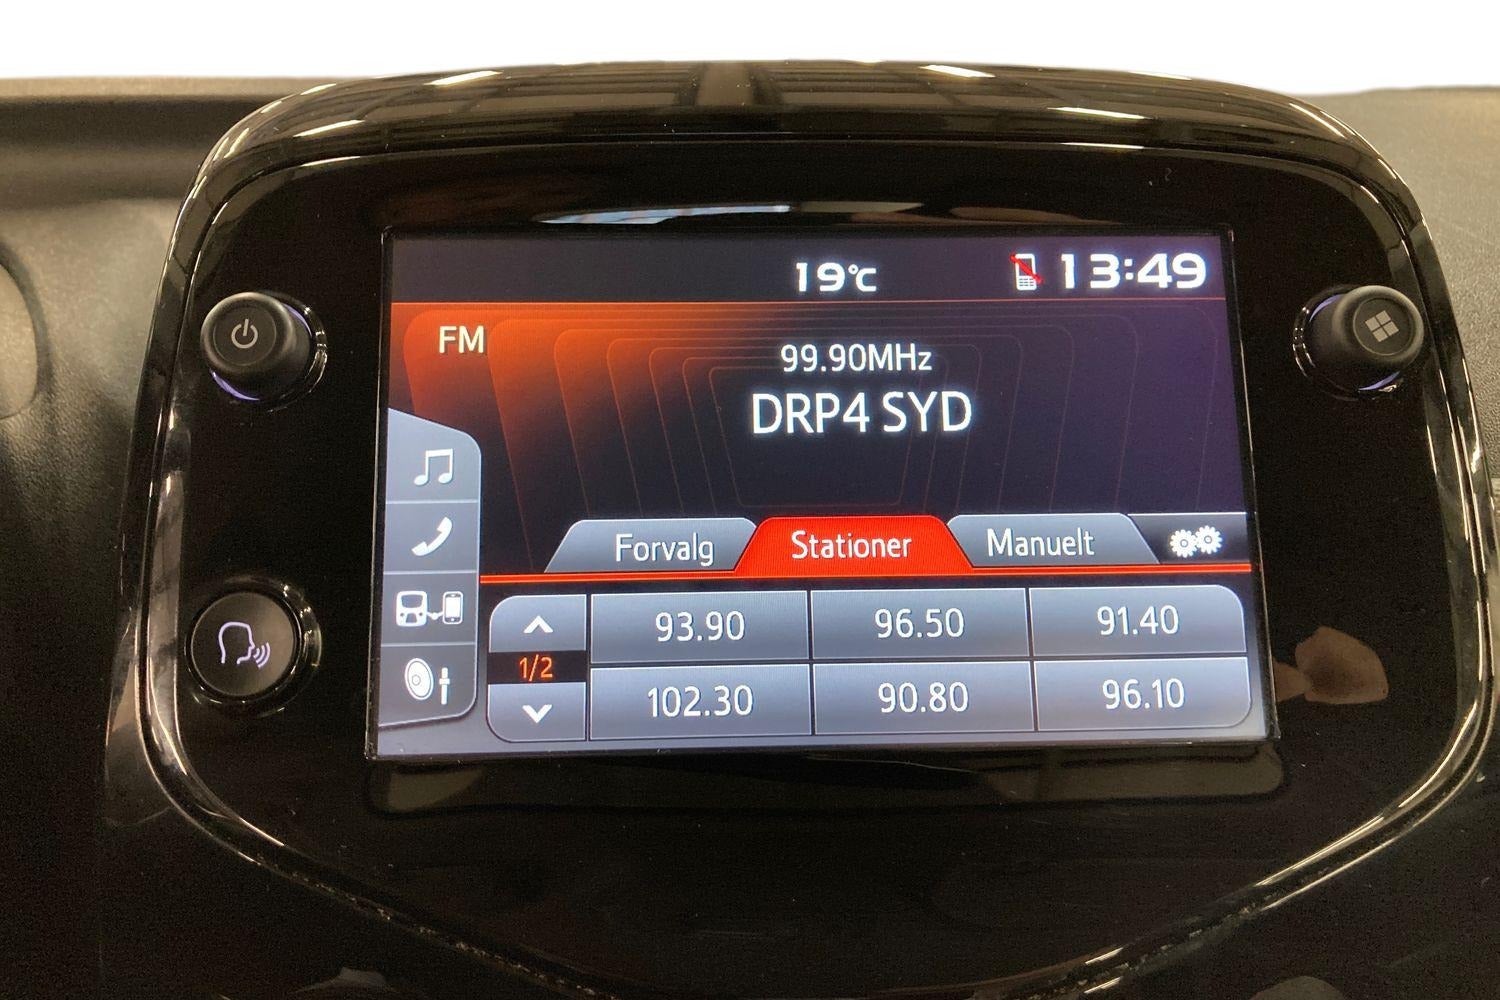 19°C
13:49
FM
99.90MHz
DRP4 SYD
Forvalg
Stationer
Manuelt
1/2
93.90
96.50
91.40
102.30
90.80
96.10